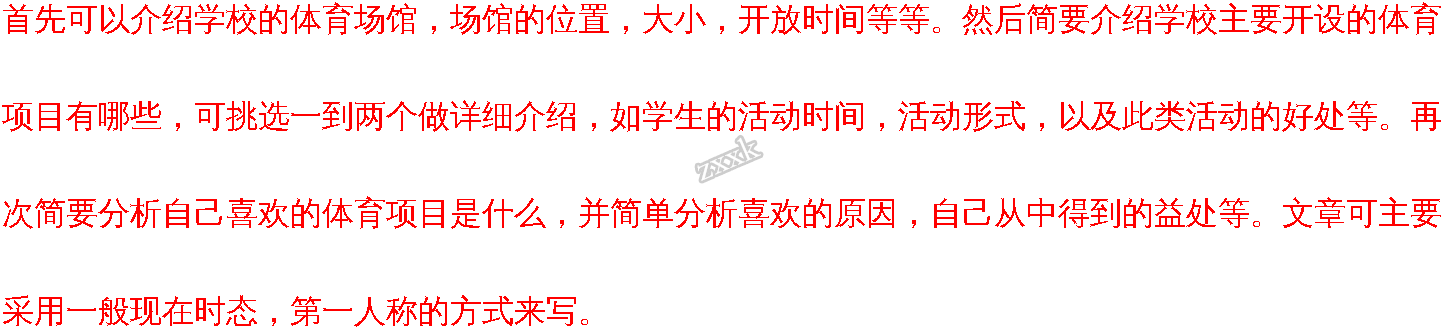 首先可以介绍学校的体育场馆，场馆的位置，大小，开放时间等等。然后简要介绍学校主要开设的体育
项目有哪些，可挑选一到两个做详细介绍，如学生的活动时间，活动形式，以及此类活动的好处等。再
zxxk
次简要分析自己喜欢的体育项目是什么，并简单分析喜欢的原因，自己从中得到的益处等。文章可主要
采用一般现在时态，第一人称的方式来写。